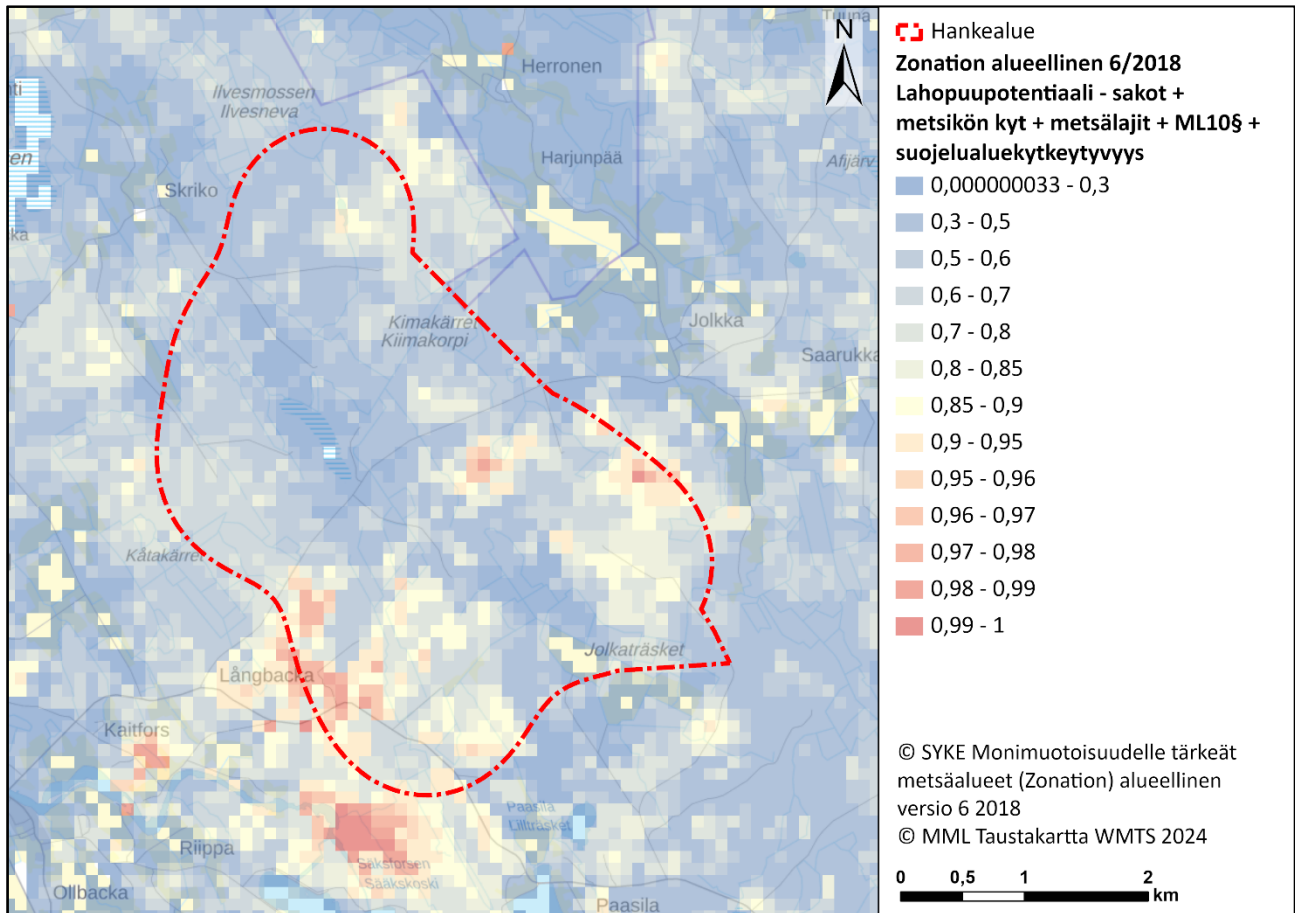 Tuuna
Herronen
Ilvesmossen
Ilvesneva
N
Harjunpää
Afijärv
Skriko
Kimakärret
Kiimakorpi
Jolkka
Saarukka
Kåtakärret
Jolkaträsket
Långbacka
Kaitfors
Paasila
Lillträsket
Riippa
Sääksforsen
Sääkskoski
Ollbacka
Paasila
Hankealue
Zonation alueellinen 6/2018
Lahopuupotentiaali - sakot +
metsikön kyt + metsälajit + ML10§ +
suojelualuekytkeytyvyys
0,000000033 - 0,3
0,3 - 0,5
0,5 - 0,6
0,6 - 0,7
0,7 - 0,8
0,8 - 0,85
0,85 - 0,9
0,9 - 0,95
0,95 - 0,96
0,96 - 0,97
0,97 - 0,98
0,98 - 0,99
0,99 - 1
© SYKE Monimuotoisuudelle tärkeät
metsäalueet (Zonation) alueellinen
versio 6 2018
© MML Taustakartta WMTS 2024
0 0,5 1 2
km